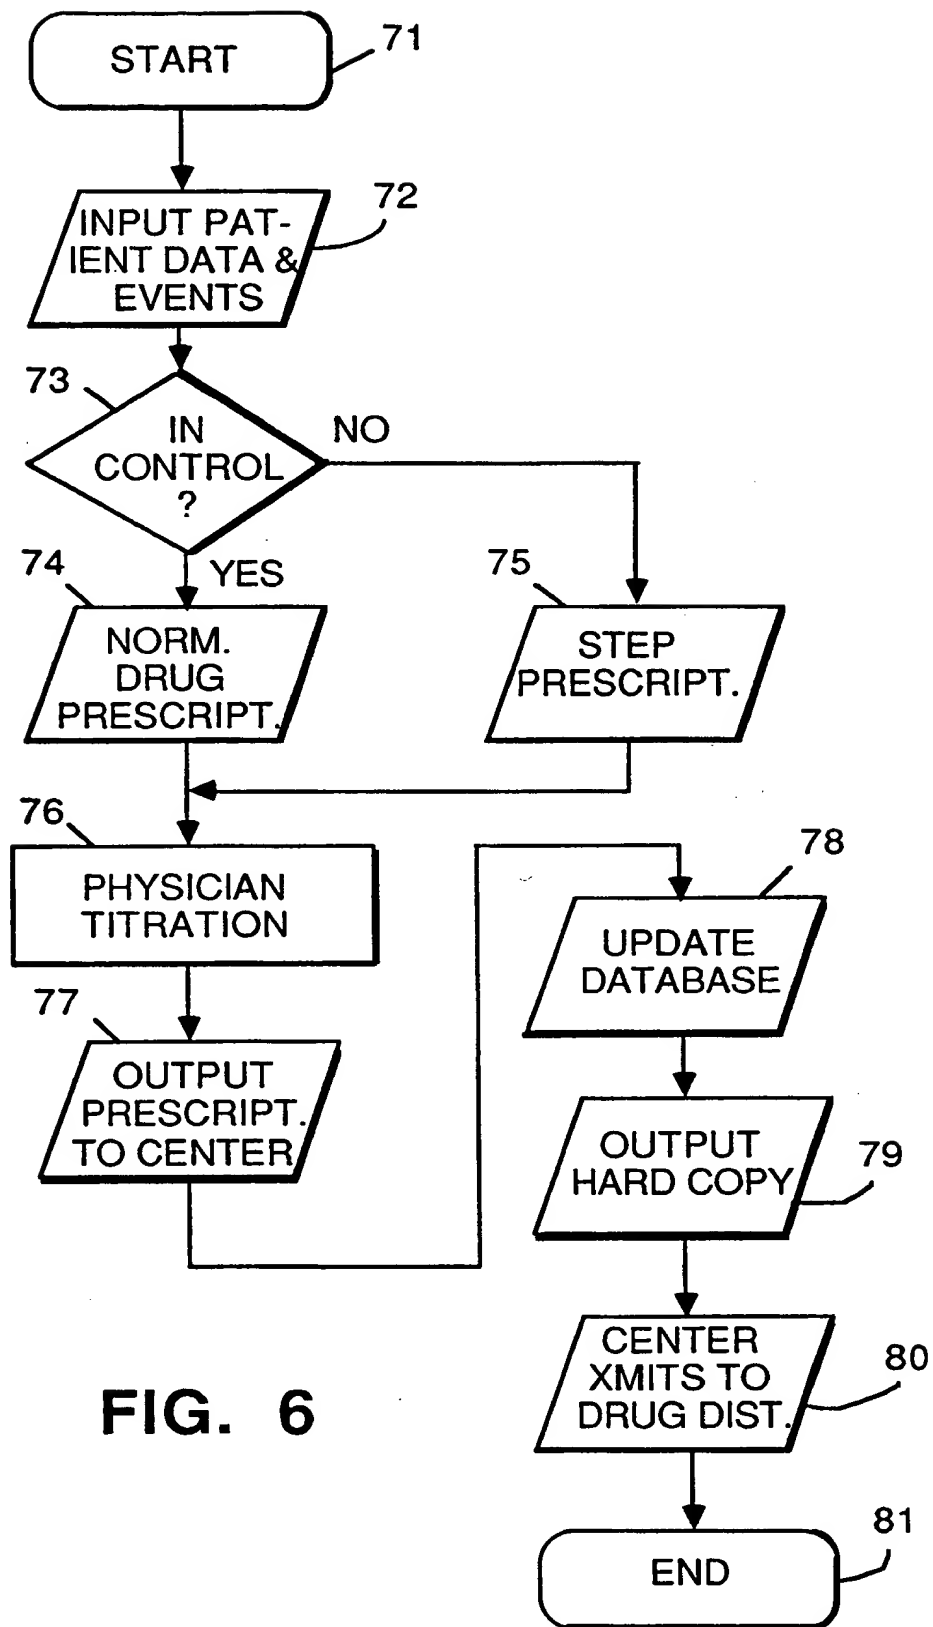 START
71
INPUT PAT-
IENT DATA &
EVENTS
72
73
IN
CONTROL
?
NO
YES
74
NORM.
DRUG
PRESCRIPT.
75
STEP
PRESCRIPT.
76
PHYSICIAN
TITRATION
77
OUTPUT
PRESCRIPT.
TO CENTER
78
UPDATE
DATABASE
OUTPUT
HARD COPY
79
CENTER
XMITS TO
DRUG DIST.
80
END
81
FIG. 6